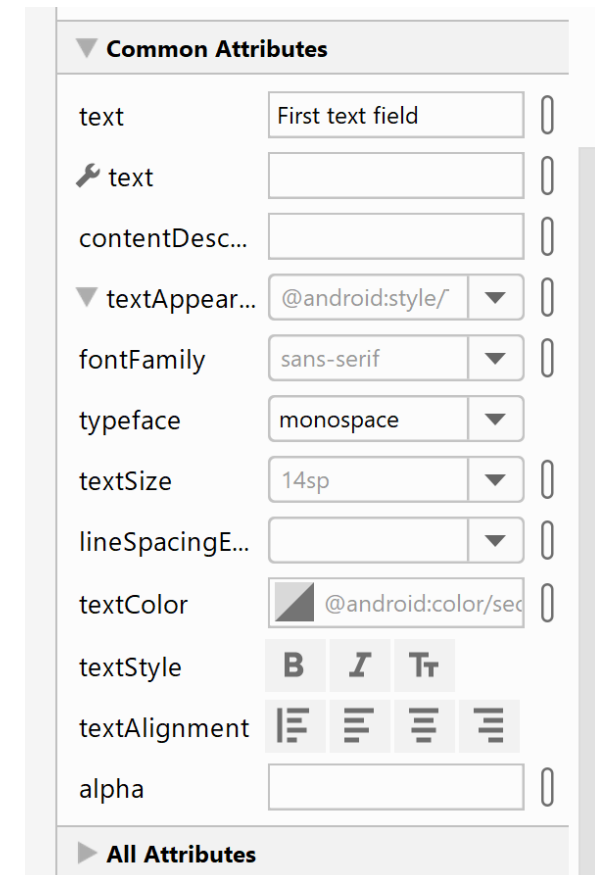 Common Attributes
text First text field
text
contentDesc...
textAppear... @android:style/
fontFamily sans-serif
typeface monospace
textSize 14sp
lineSpacingE...
textColor @android:color/sec
textStyle B I Tт
textAlignment
alpha
All Attributes